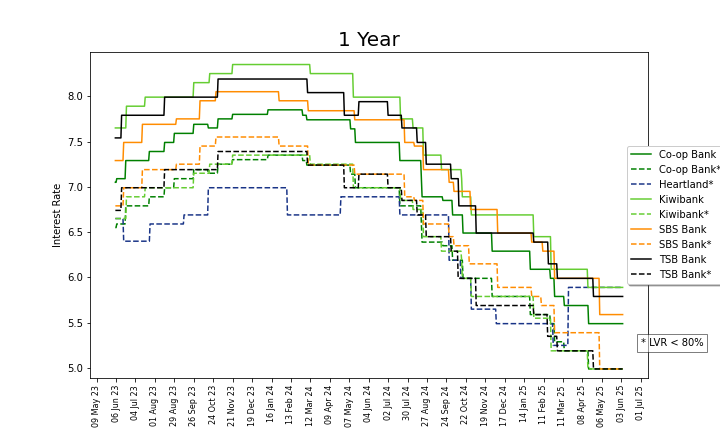 1 Year
Interest Rate
8.0
7.5
7.0
6.5
6.0
5.5
5.0
Co-op Bank
Co-op Bank*
Heartland*
Kiwibank
Kiwibank*
SBS Bank
SBS Bank*
TSB Bank
TSB Bank*
* LVR < 80%
09 May 23
06 Jun 23
04 Jul 23
01 Aug 23
29 Aug 23
26 Sep 23
24 Oct 23
21 Nov 23
19 Dec 23
16 Jan 24
13 Feb 24
12 Mar 24
09 Apr 24
07 May 24
04 Jun 24
02 Jul 24
30 Jul 24
27 Aug 24
24 Sep 24
22 Oct 24
19 Nov 24
17 Dec 24
14 Jan 25
11 Feb 25
11 Mar 25
08 Apr 25
06 May 25
03 Jun 25
01 Jul 25